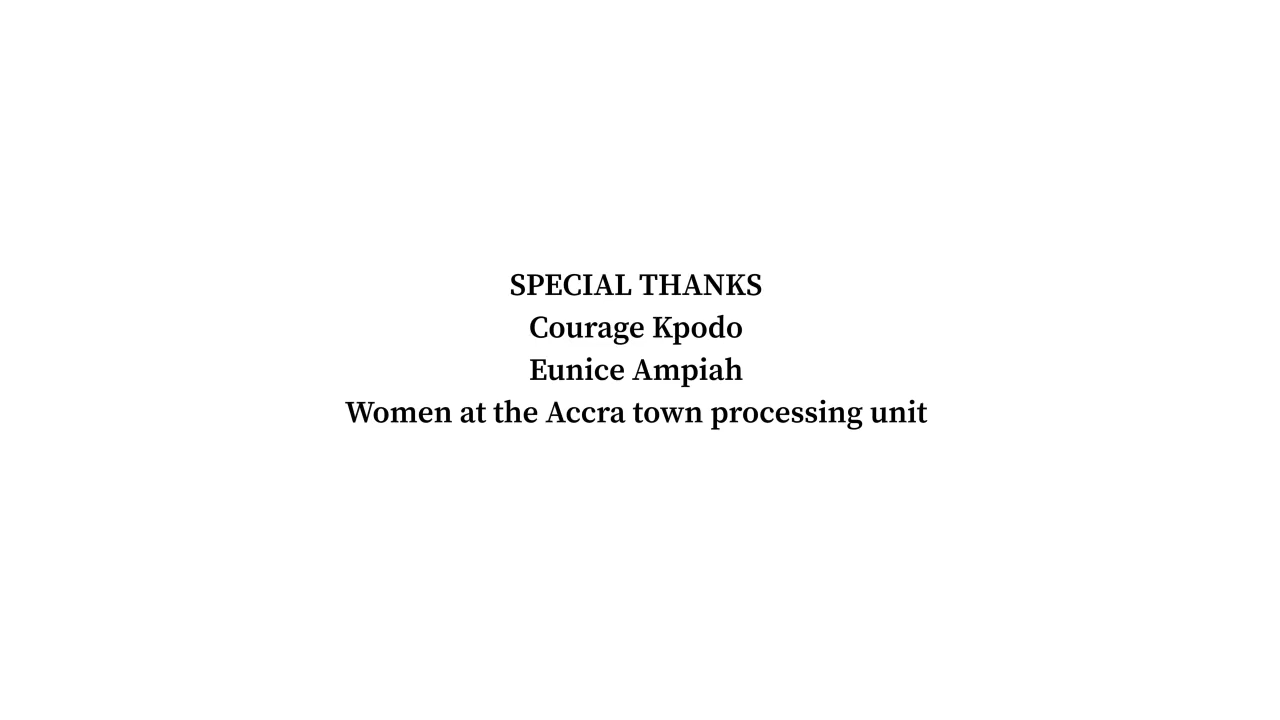 SPECIAL THANKS
Courage Kpodo
Eunice Ampiah
Women at the Accra town processing unit